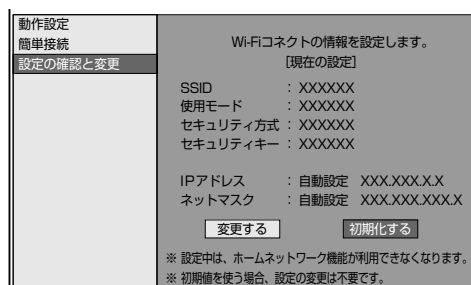 動作設定
簡単接続
設定の確認と変更
Wi-Fiコネクトの情報を設定します。
[現在の設定]
SSID : XXXXXX
使用モード : XXXXXX
セキュリティ方式 : XXXXXX
セキュリティキー : XXXXXX
IPアドレス : 自動設定 XXX.XXX.X.X
ネットマスク : 自動設定 XXX.XXX.XXX.X
変更する 初期化する
※ 設定中は、ホームネットワーク機能が利用できなくなります。
※ 初期値を使う場合、設定の変更は不要です。